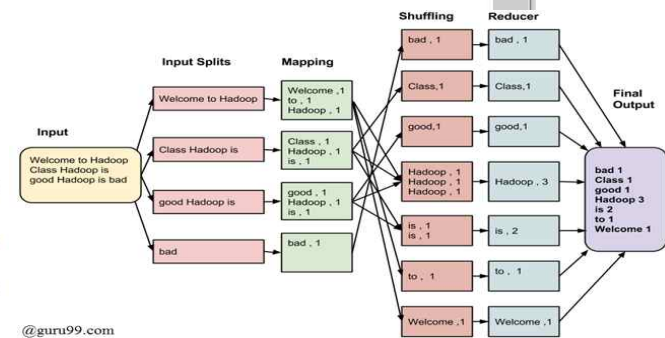 Input
Welcome to Hadoop
Class Hadoop is
good Hadoop is bad
Input Splits
Welcome to Hadoop
Class Hadoop is
good Hadoop is
bad
Mapping
Welcome ,1
to , 1
Hadoop , 1
Class , 1
Hadoop , 1
is , 1
good , 1
Hadoop , 1
is , 1
bad , 1
Shuffling
bad , 1
Class,1
good,1
Hadoop , 1
Hadoop , 1
Hadoop , 1
is , 1
is , 1
to , 1
Welcome ,1
Reducer
bad , 1
Class,1
good,1
Hadoop , 3
is , 2
to , 1
Welcome ,1
Final
Output
bad 1
Class 1
good 1
Hadoop 3
is 2
to 1
Welcome 1
@guru99.com